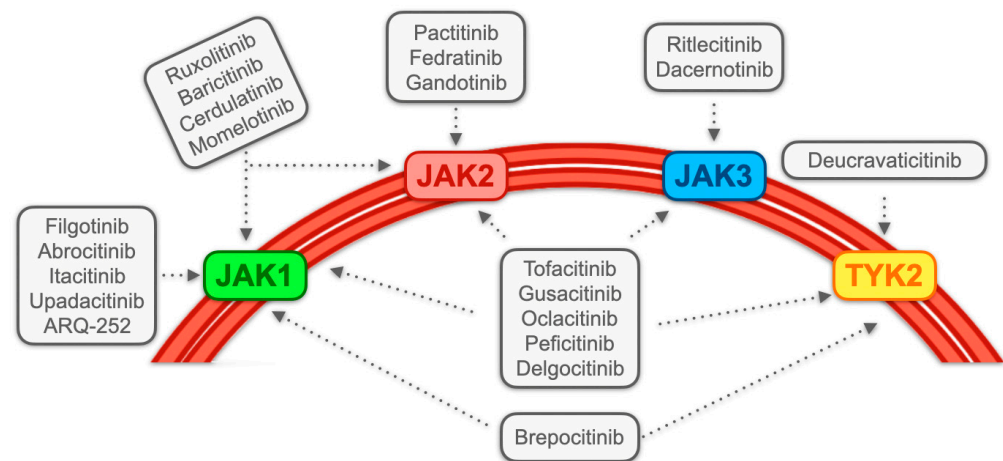 Ruxolitinib
Baricitinib
Cerdulatinib
Momelotinib
Pactitinib
Fedratinib
Gandotinib
Ritlecitinib
Dacernotinib
Deucravaticitinib
JAK2
JAK3
Filgotinib
Abrocitinib
Itacitinib
Upadacitinib
ARQ-252
JAK1
Tofacitinib
Gusacitinib
Oclacitinib
Peficitinib
Delgocitinib
TYK2
Brepocitinib